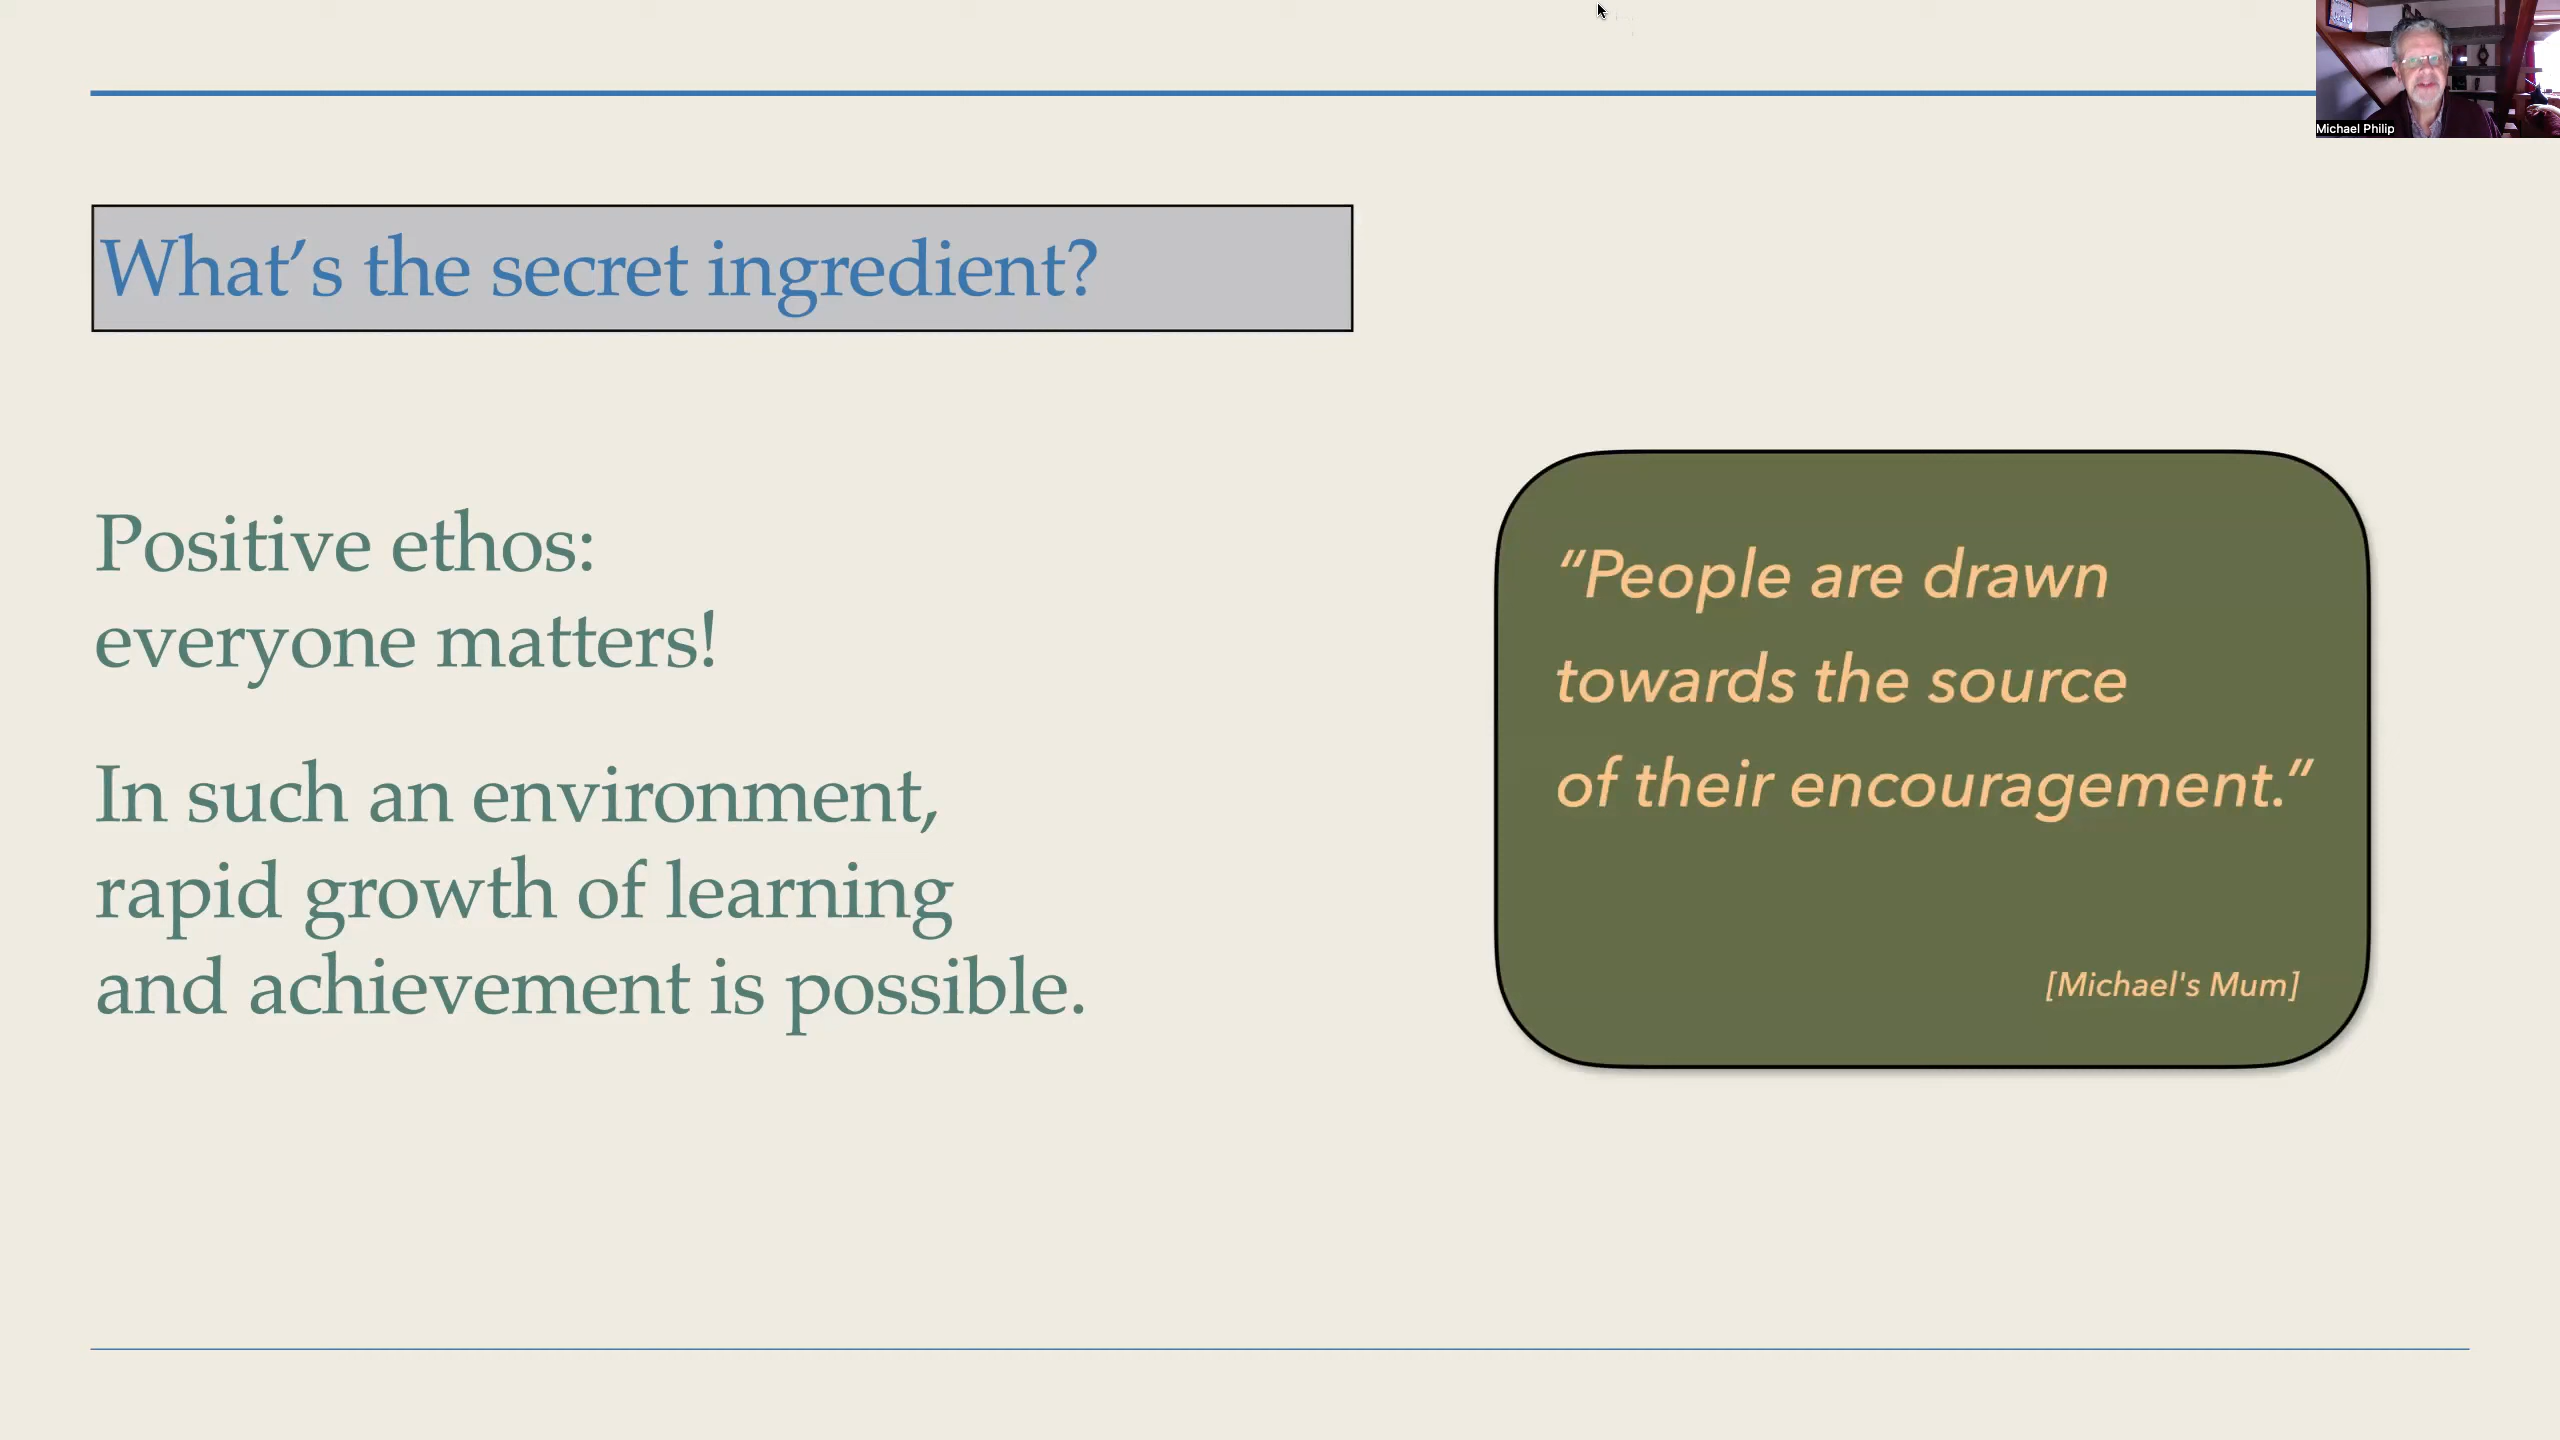 Michael Philip
What’s the secret ingredient?
Positive ethos:
everyone matters!
In such an environment,
rapid growth of learning
and achievement is possible.
“People are drawn
towards the source
of their encouragement.”
[Michael's Mum]